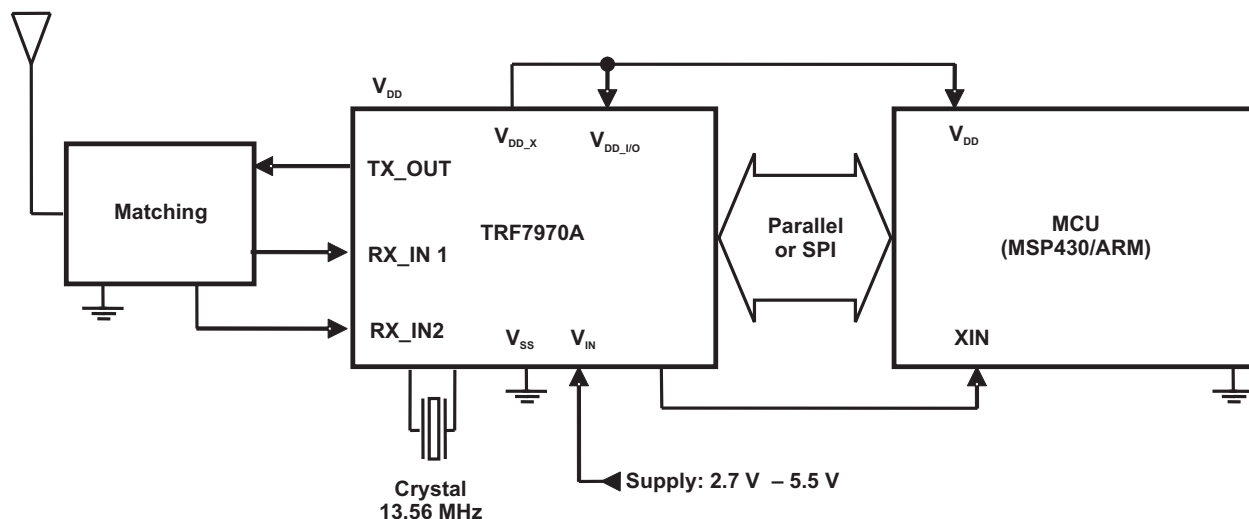 V_DD
V_DD_X
V_DD_I/O
V_DD
TX_OUT
Matching
TRF7970A
Parallel
or SPI
MCU
(MSP430/ARM)
RX_IN 1
RX_IN2
V_SS
V_IN
XIN
Crystal
13.56 MHz
Supply: 2.7 V – 5.5 V